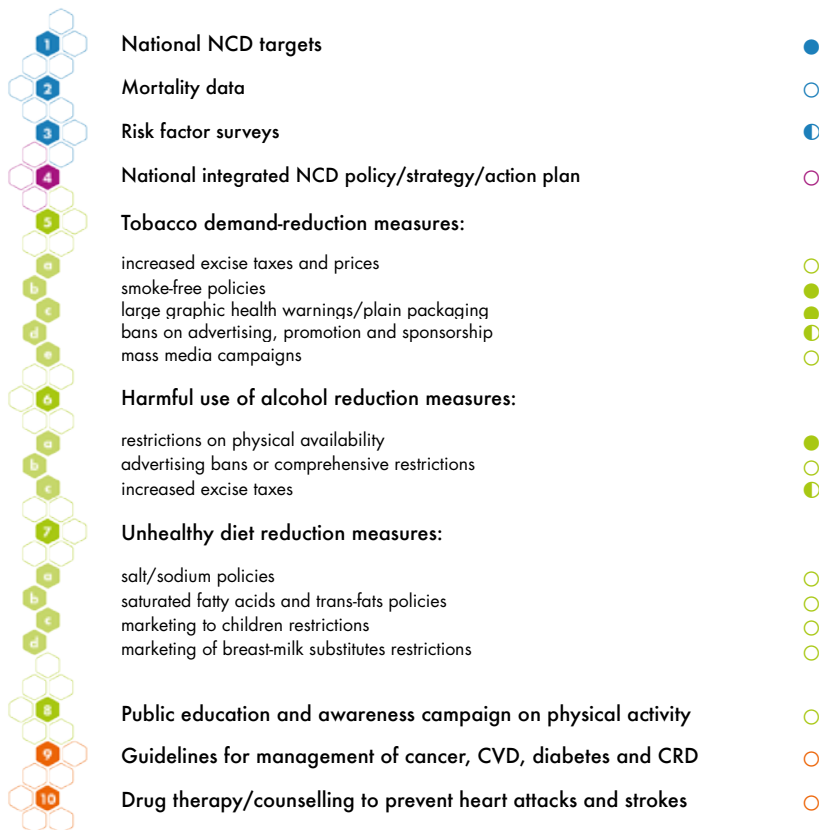 1 National NCD targets
2 Mortality data
3 Risk factor surveys
4 National integrated NCD policy/strategy/action plan
5 Tobacco demand-reduction measures:
a increased excise taxes and prices
b smoke-free policies
c large graphic health warnings/plain packaging
d bans on advertising, promotion and sponsorship
e mass media campaigns
6 Harmful use of alcohol reduction measures:
a restrictions on physical availability
b advertising bans or comprehensive restrictions
c increased excise taxes
7 Unhealthy diet reduction measures:
a salt/sodium policies
b saturated fatty acids and trans-fats policies
c marketing to children restrictions
d marketing of breast-milk substitutes restrictions
8 Public education and awareness campaign on physical activity
9 Guidelines for management of cancer, CVD, diabetes and CRD
10 Drug therapy/counselling to prevent heart attacks and strokes